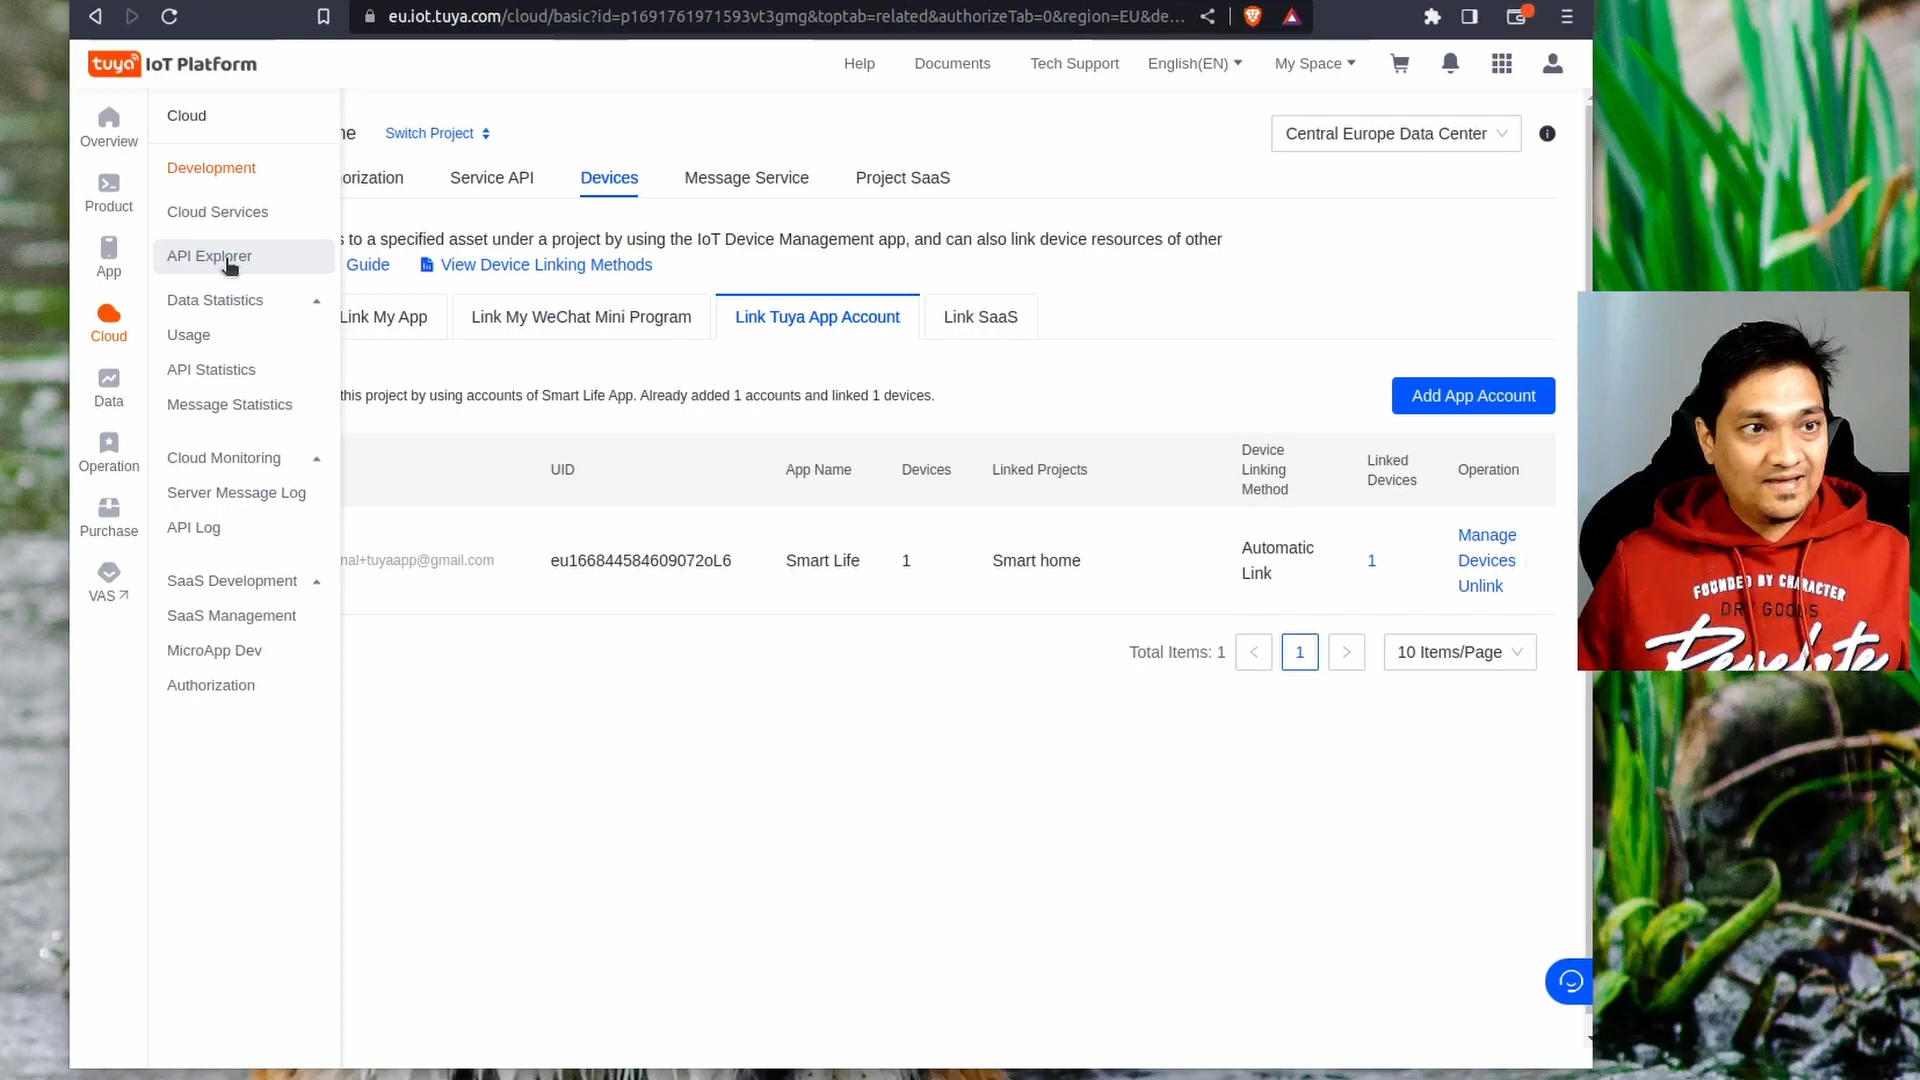 eu.iot.tuya.com/cloud/basic?id=p1691761971593vt3gmg&toptab=related&authorizeTab=0&region=EU&de...
tuya IoT Platform
Help
Documents
Tech Support
English(EN)
My Space
Overview
Product
App
Cloud
Data
Operation
Purchase
VAS
Cloud
Development
Cloud Services
API Explorer
Data Statistics
Usage
API Statistics
Message Statistics
Cloud Monitoring
Server Message Log
API Log
SaaS Development
SaaS Management
MicroApp Dev
Authorization
Switch Project
Central Europe Data Center
orization
Service API
Devices
Message Service
Project SaaS
s to a specified asset under a project by using the IoT Device Management app, and can also link device resources of other
Guide
View Device Linking Methods
Link My App
Link My WeChat Mini Program
Link Tuya App Account
Link SaaS
this project by using accounts of Smart Life App. Already added 1 accounts and linked 1 devices.
Add App Account
UID
App Name
Devices
Linked Projects
Device
Linking
Method
Linked
Devices
Operation
nal+tuyaapp@gmail.com
eu166844584609072oL6
Smart Life
1
Smart home
Automatic
Link
1
Manage
Devices
Unlink
Total Items: 1
1
10 Items/Page
FOUNDED BY CHARACTER
DRY GOODS